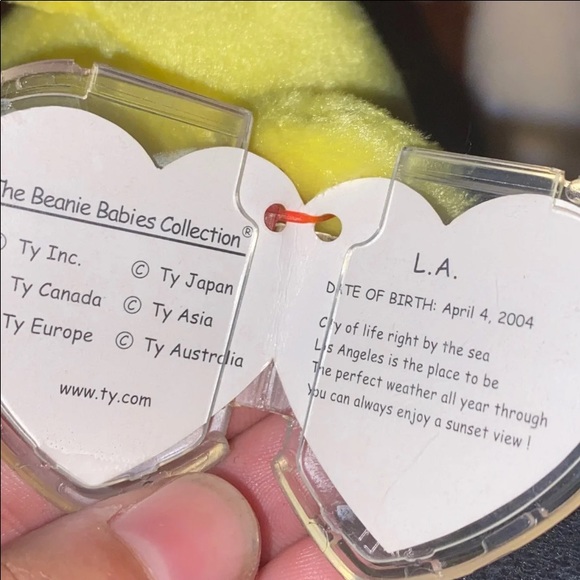 The Beanie Babies Collection®
© Ty Inc.
© Ty Japan
Ty Canada
© Ty Asia
Ty Europe
© Ty Australia
www.ty.com
L.A.
DATE OF BIRTH: April 4, 2004
City of life right by the sea
Los Angeles is the place to be
The perfect weather all year through
You can always enjoy a sunset view !